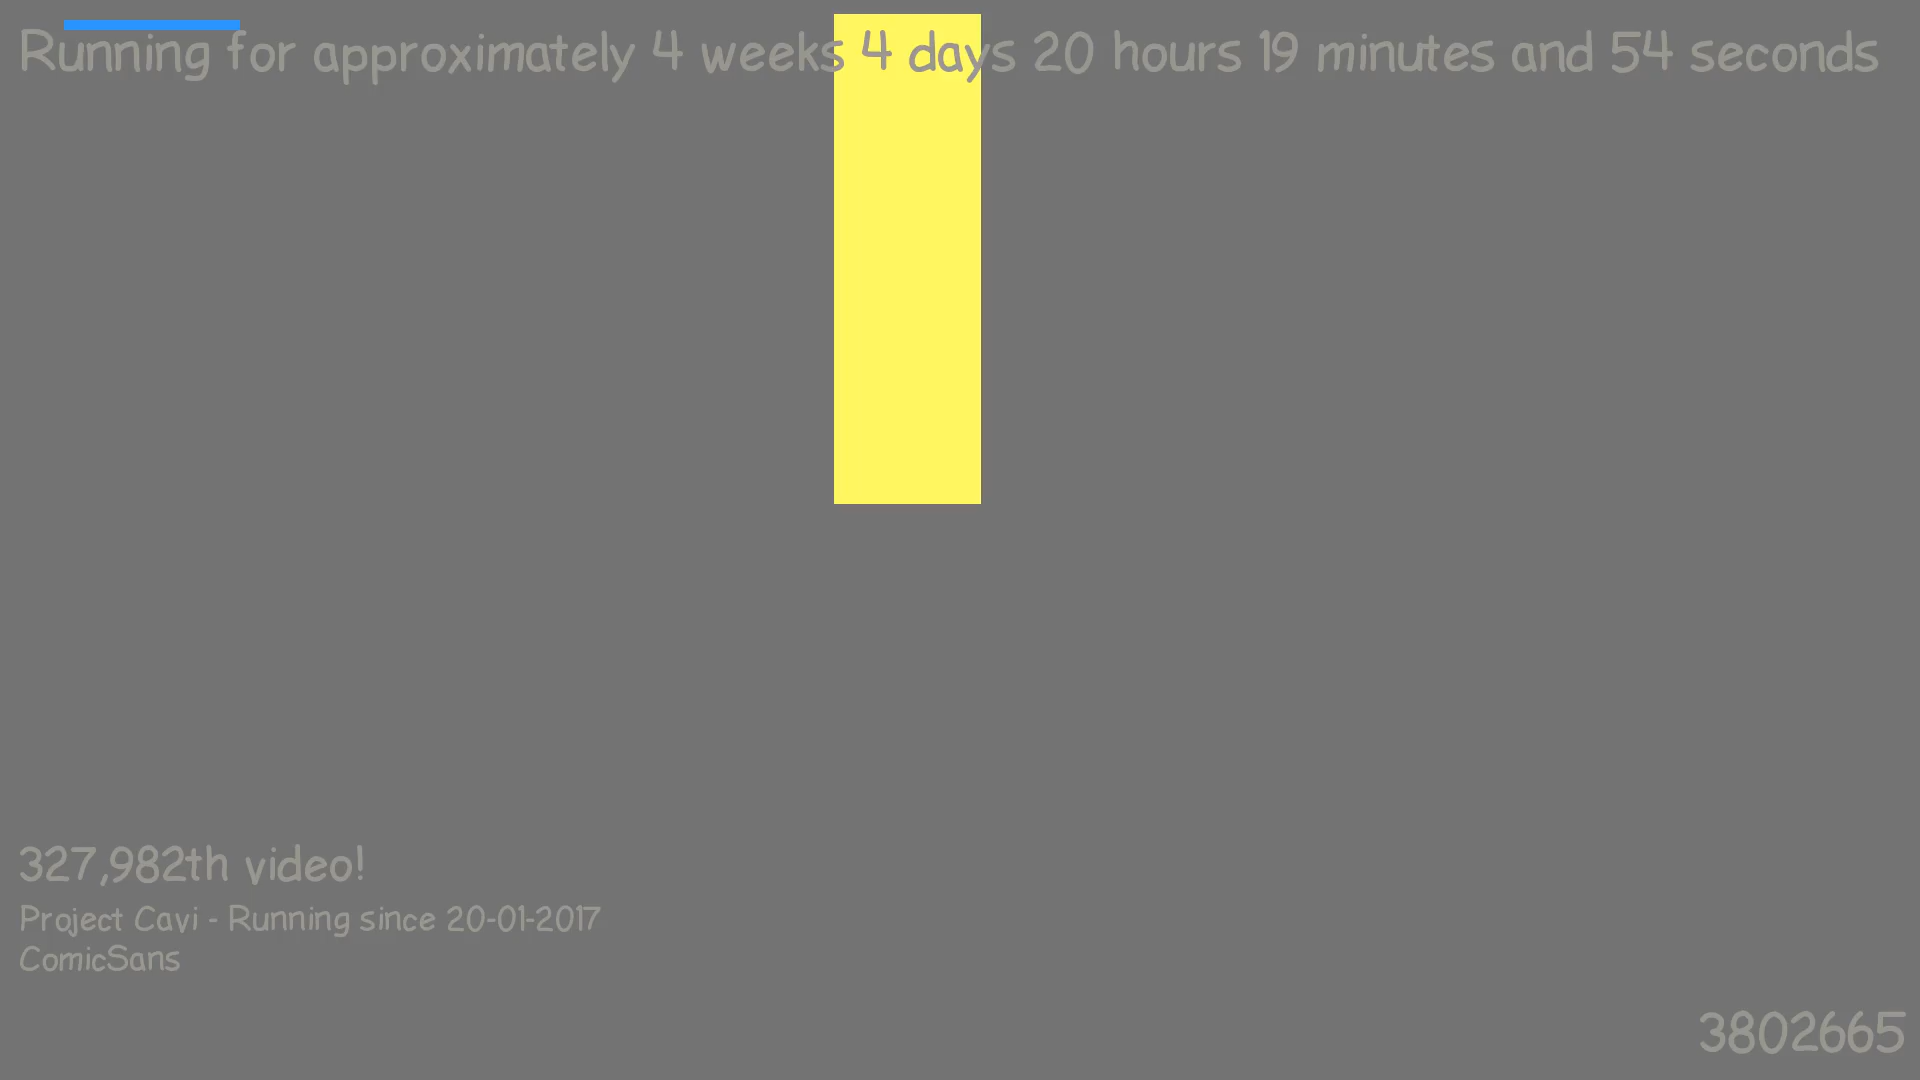 Running for approximately 4 weeks 4 days 20 hours 19 minutes and 54 seconds
327,982th video!
Project Cavi - Running since 20-01-2017
ComicSans
3802665